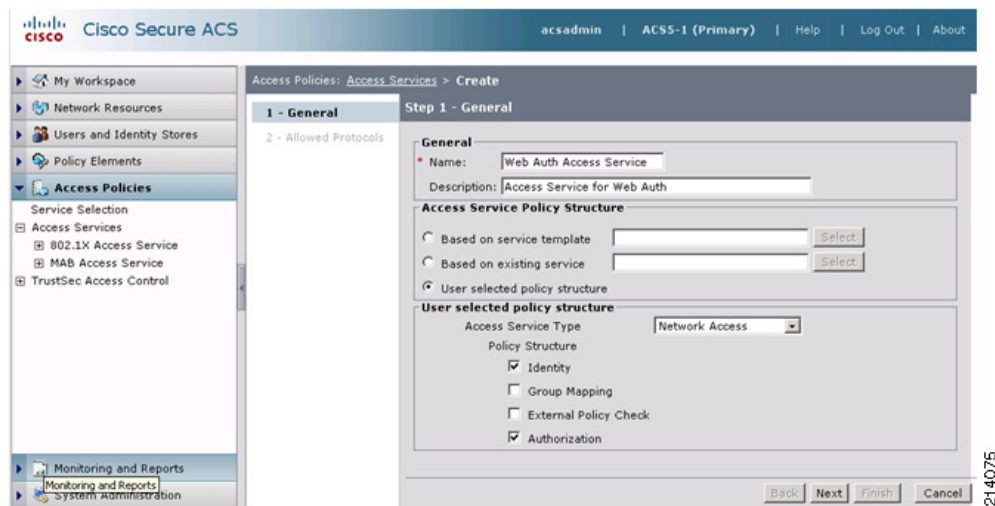 CISCO Cisco Secure ACS
acsadmin | ACS5-1 (Primary) | Help | Log Out | About
My Workspace
Network Resources
Users and Identity Stores
Policy Elements
Access Policies
Service Selection
Access Services
802.1X Access Service
MAB Access Service
TrustSec Access Control
Monitoring and Reports
Monitoring and Reports
System Administration
Access Policies: Access Services > Create
1 - General
2 - Allowed Protocols
Step 1 - General
General
* Name: Web Auth Access Service
Description: Access Service for Web Auth
Access Service Policy Structure
Based on service template Select
Based on existing service Select
User selected policy structure
User selected policy structure
Access Service Type Network Access
Policy Structure
Identity
Group Mapping
External Policy Check
Authorization
Back Next Finish Cancel
214075